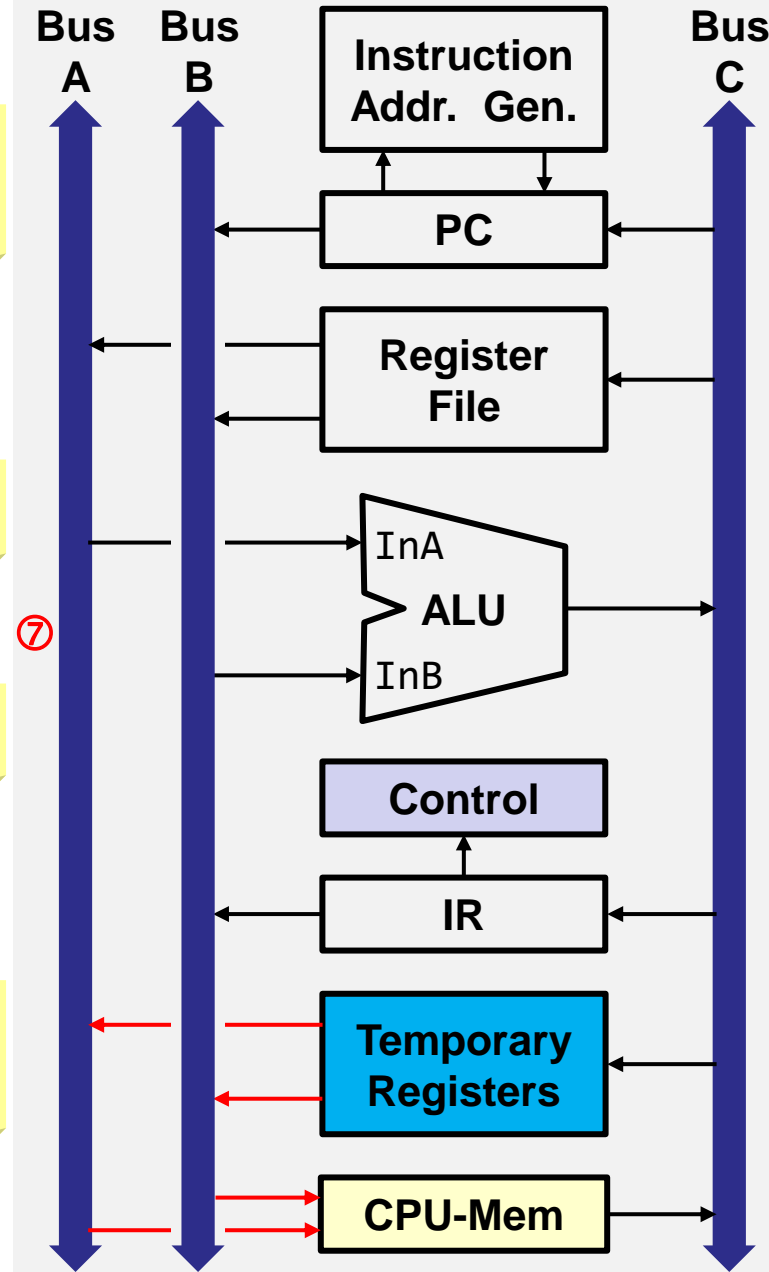 Bus
A
Bus
B
Bus
C
Instruction
Addr. Gen.
PC
Register
File
InA
ALU
InB
⑦
Control
IR
Temporary
Registers
CPU-Mem